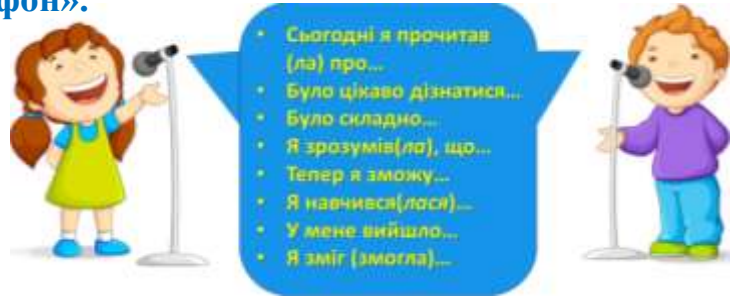 фон».
• Сьогодні я прочитав
(ла) про...
• Було цікаво дізнатися...
• Було складно...
• Я зрозумів(ла), що...
• Тепер я зможу...
• Я навчився(лася)...
• У мене вийшло...
• Я зміг (змогла)...